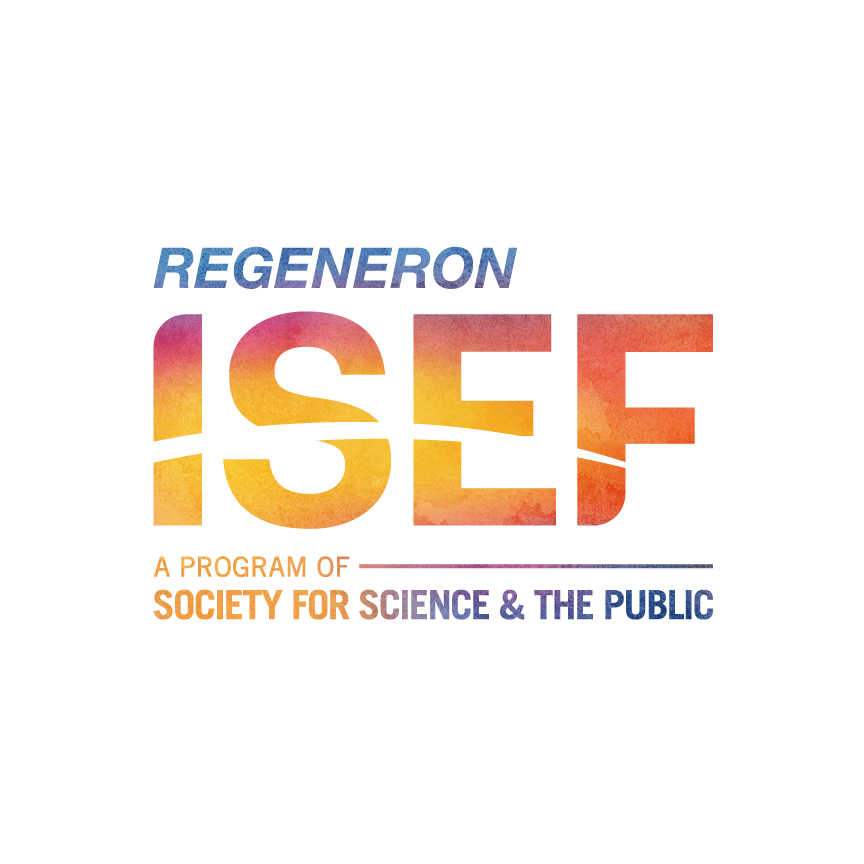 REGENERON
ISEF
A PROGRAM OF
SOCIETY FOR SCIENCE & THE PUBLIC